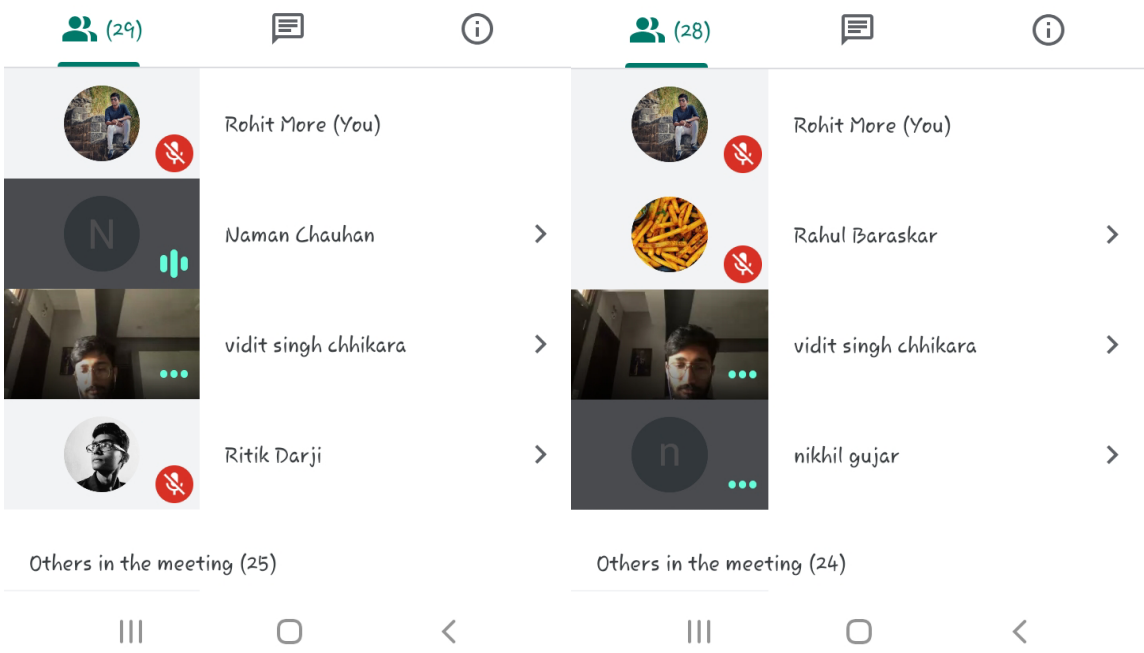 (29)
Rohit More (You)
N
Naman Chauhan
vidit singh chhikara
Ritik Darji
Others in the meeting (25)
(28)
Rohit More (You)
Rahul Baraskar
vidit singh chhikara
n
nikhil gujar
Others in the meeting (24)